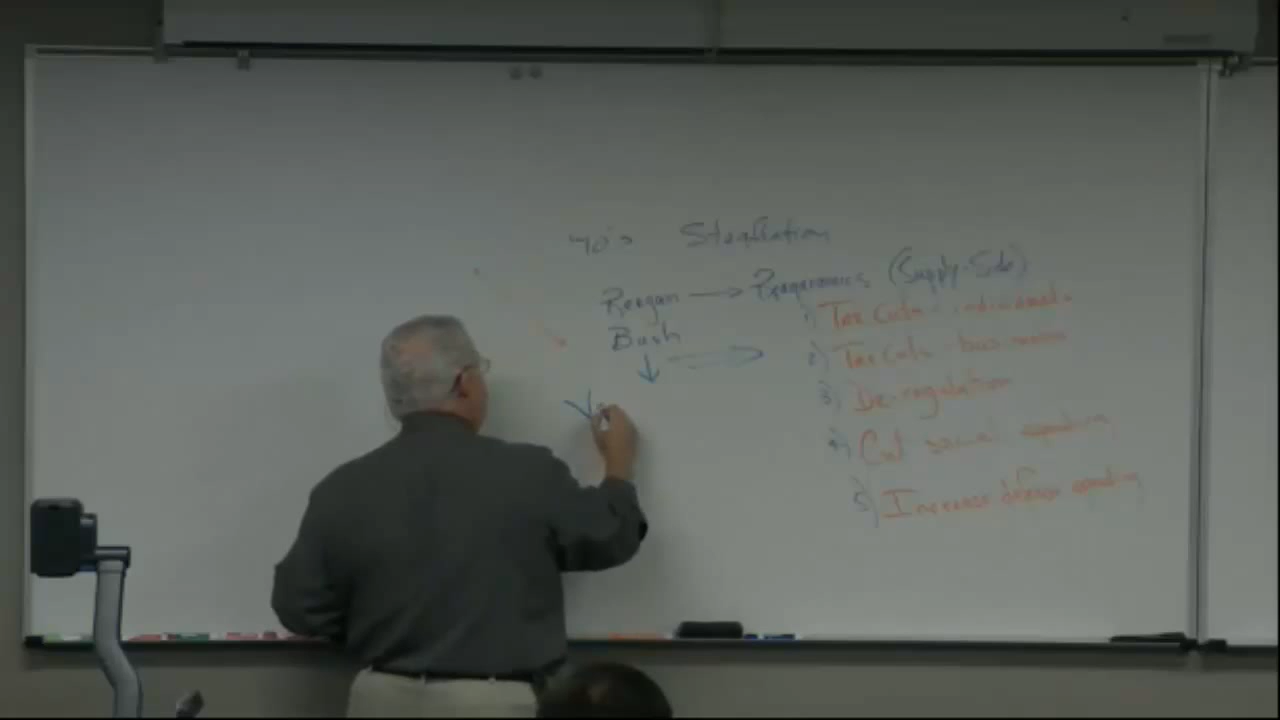 70's Stagflation
Reagan → Reaganomics (Supply-Side)
Bush
1) Tax Cuts - individuals
2) Tax Cuts - business
3) De-regulation
4) Cut social spending
5) Increase defense spending